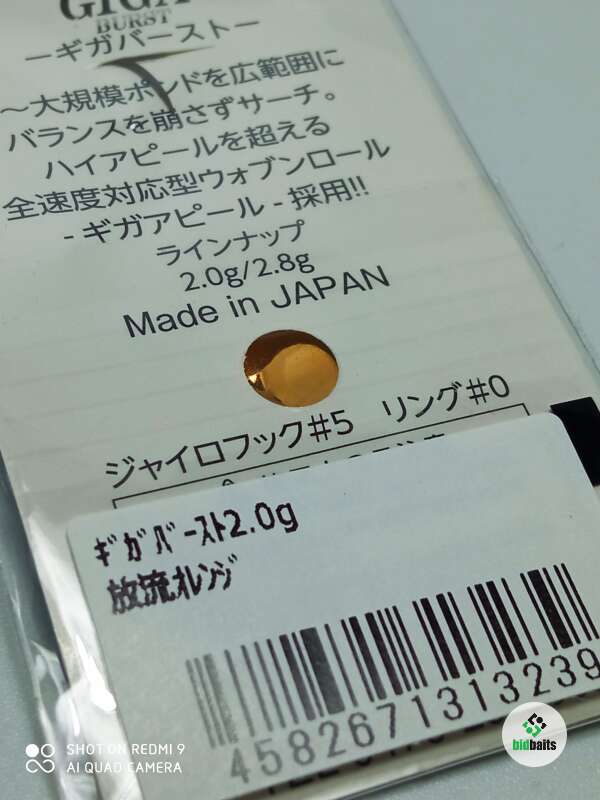 GIGA
BURST
ーギガバーストー
～大規模ポンドを広範囲に
バランスを崩さずサーチ。
ハイアピールを超える
全速度対応型ウォブンロール
- ギガアピール - 採用!!
ラインナップ
2.0g/2.8g
Made in JAPAN
ジャイロフック#5 リング#0
ｷﾞｶﾞﾊﾞｰｽﾄ2.0g
放流ｵﾚﾝｼﾞ
4582671313239
SHOT ON REDMI 9
AI QUAD CAMERA
bidbaits